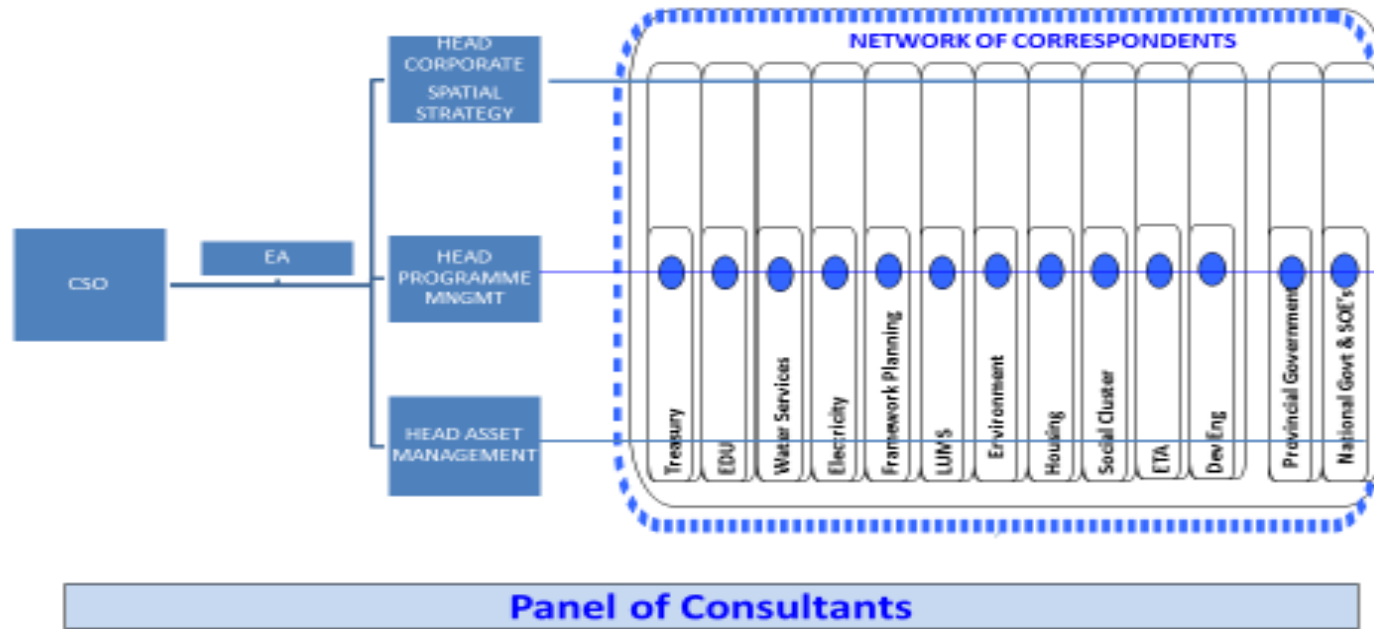 NETWORK OF CORRESPONDENTS
HEAD
CORPORATE
SPATIAL
STRATEGY
CSO
EA
HEAD
PROGRAMME
MNGMT
HEAD ASSET
MANAGEMENT
Treasury
EDU
Water Services
Electricity
Framework Planning
LUMS
Environment
Housing
Social Cluster
ETA
Dev Eng
Provincial Government
National Govt & SOE's
Panel of Consultants